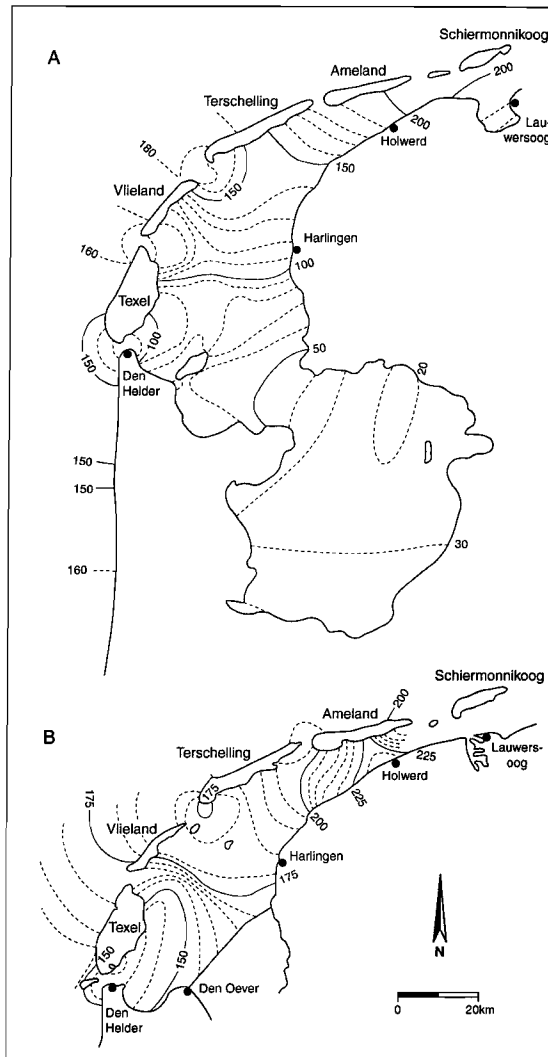 A
Schiermonnikoog
Ameland
200
Terschelling
200
Lau-
wersoog
Holwerd
180
150
150
Vlieland
160
Harlingen
100
Texel
100
150
Den
Helder
50
20
150
150
30
160
Schiermonnikoog
200
Ameland
B
Terschelling
Lauwers-
oog
225
Holwerd
175
175
225
200
Vlieland
Harlingen
175
Texel
150
150
N
Den Oever
Den
Helder
0
20km